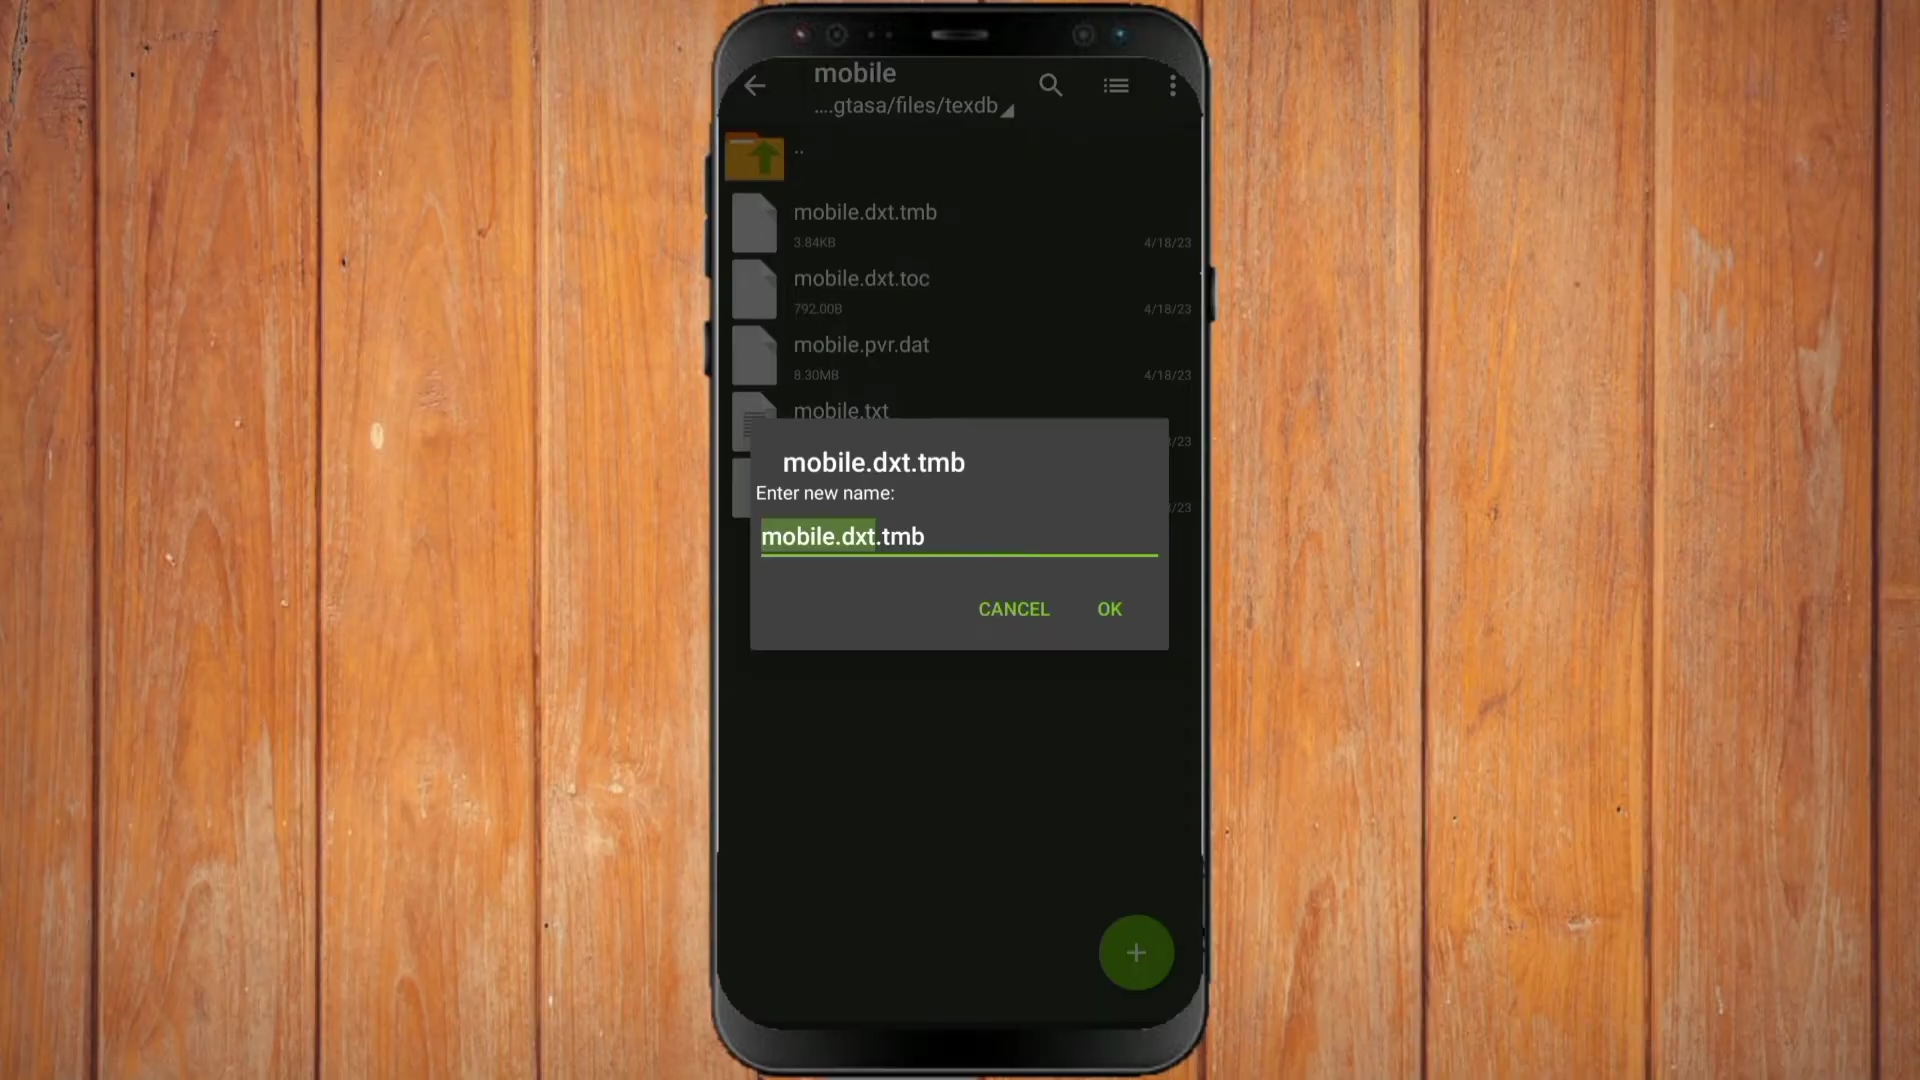 mobile
....gtasa/files/texdb
..
mobile.dxt.tmb
3.84KB
4/18/23
mobile.dxt.toc
792.00B
4/18/23
mobile.pvr.dat
8.30MB
4/18/23
mobile.txt
/23
mobile.dxt.tmb
Enter new name:
mobile.dxt.tmb
/23
CANCEL OK